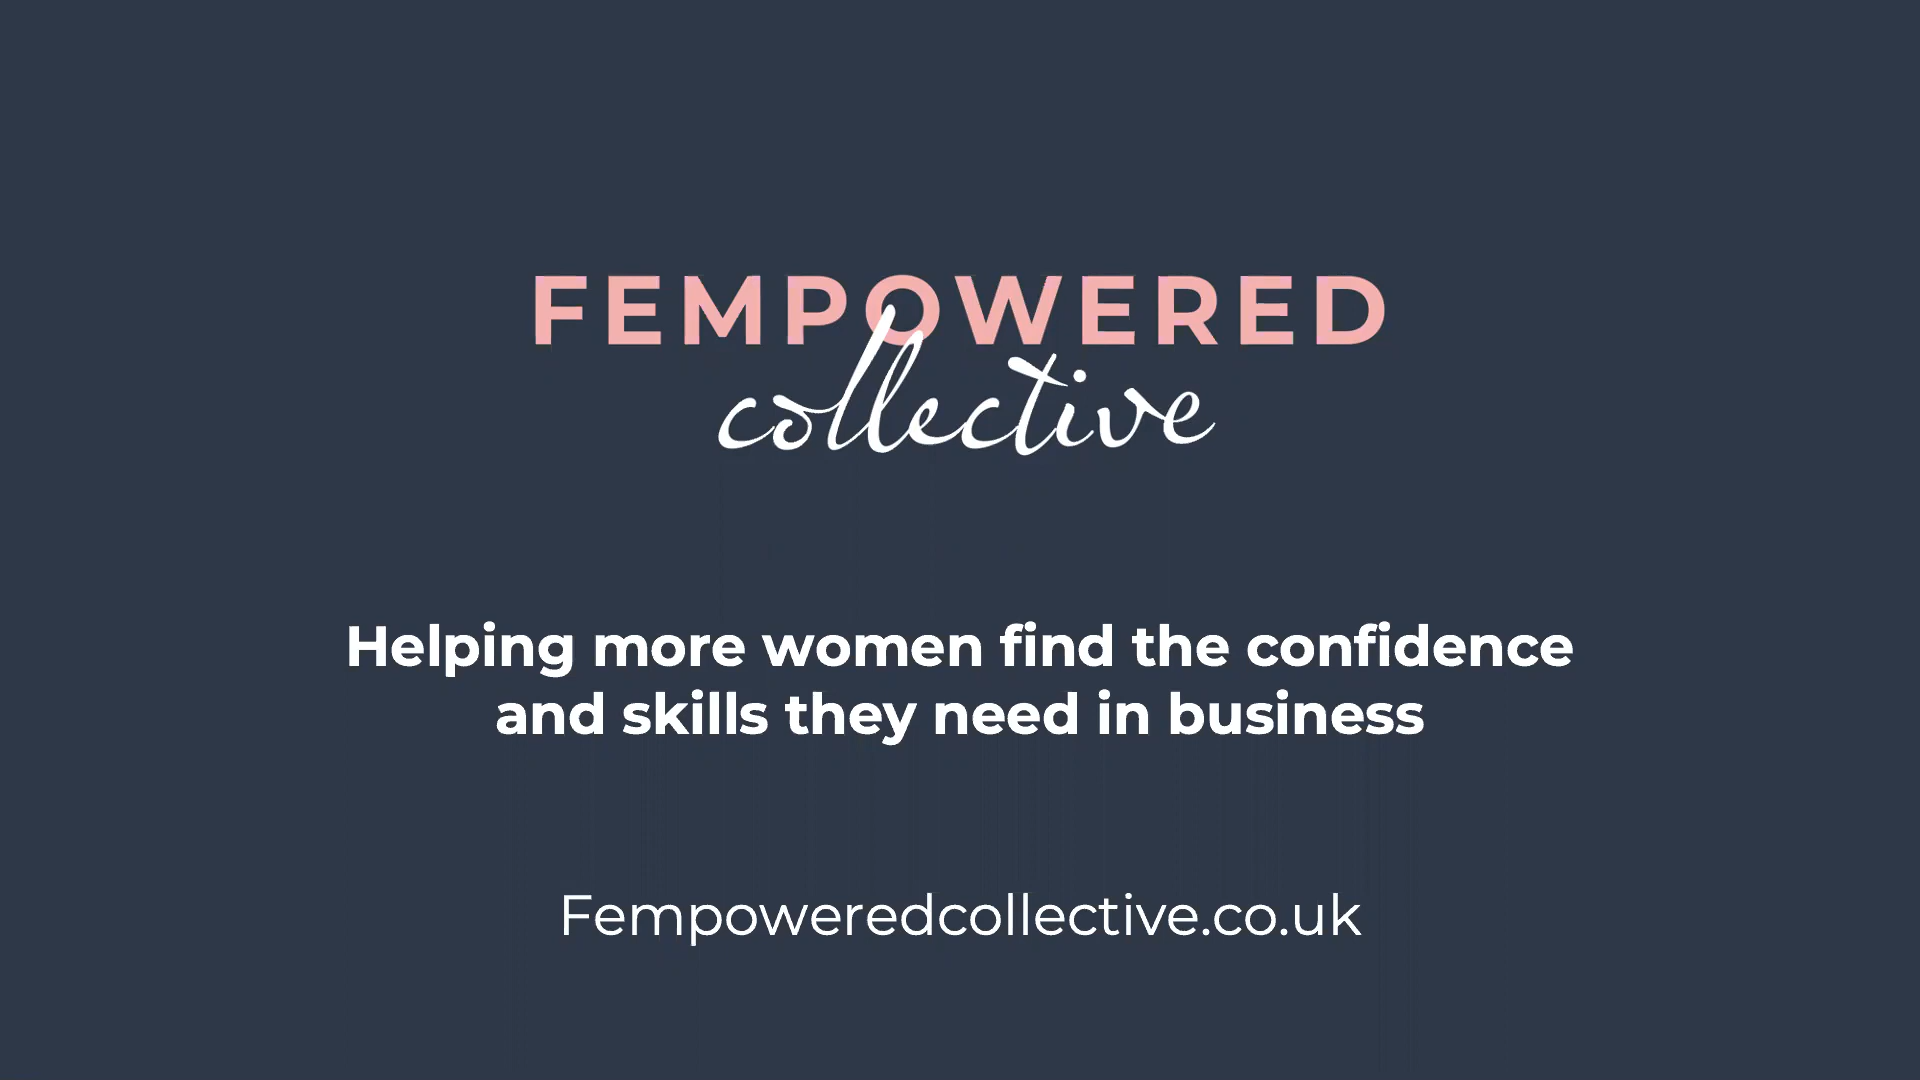 FEMPOWERED
collective
Helping more women find the confidence
and skills they need in business
Fempoweredcollective.co.uk